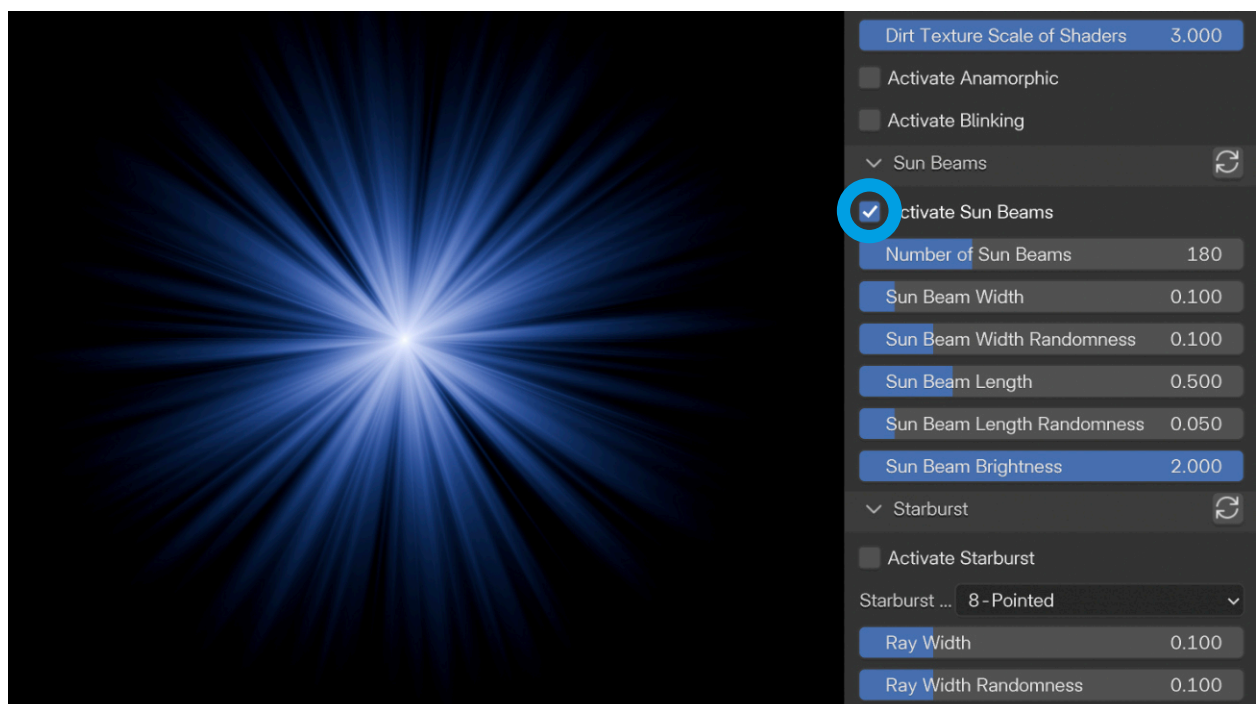 Dirt Texture Scale of Shaders 3.000
Activate Anamorphic
Activate Blinking
Sun Beams
ctivate Sun Beams
Number of Sun Beams 180
Sun Beam Width 0.100
Sun Beam Width Randomness 0.100
Sun Beam Length 0.500
Sun Beam Length Randomness 0.050
Sun Beam Brightness 2.000
Starburst
Activate Starburst
Starburst ... 8-Pointed
Ray Width 0.100
Ray Width Randomness 0.100